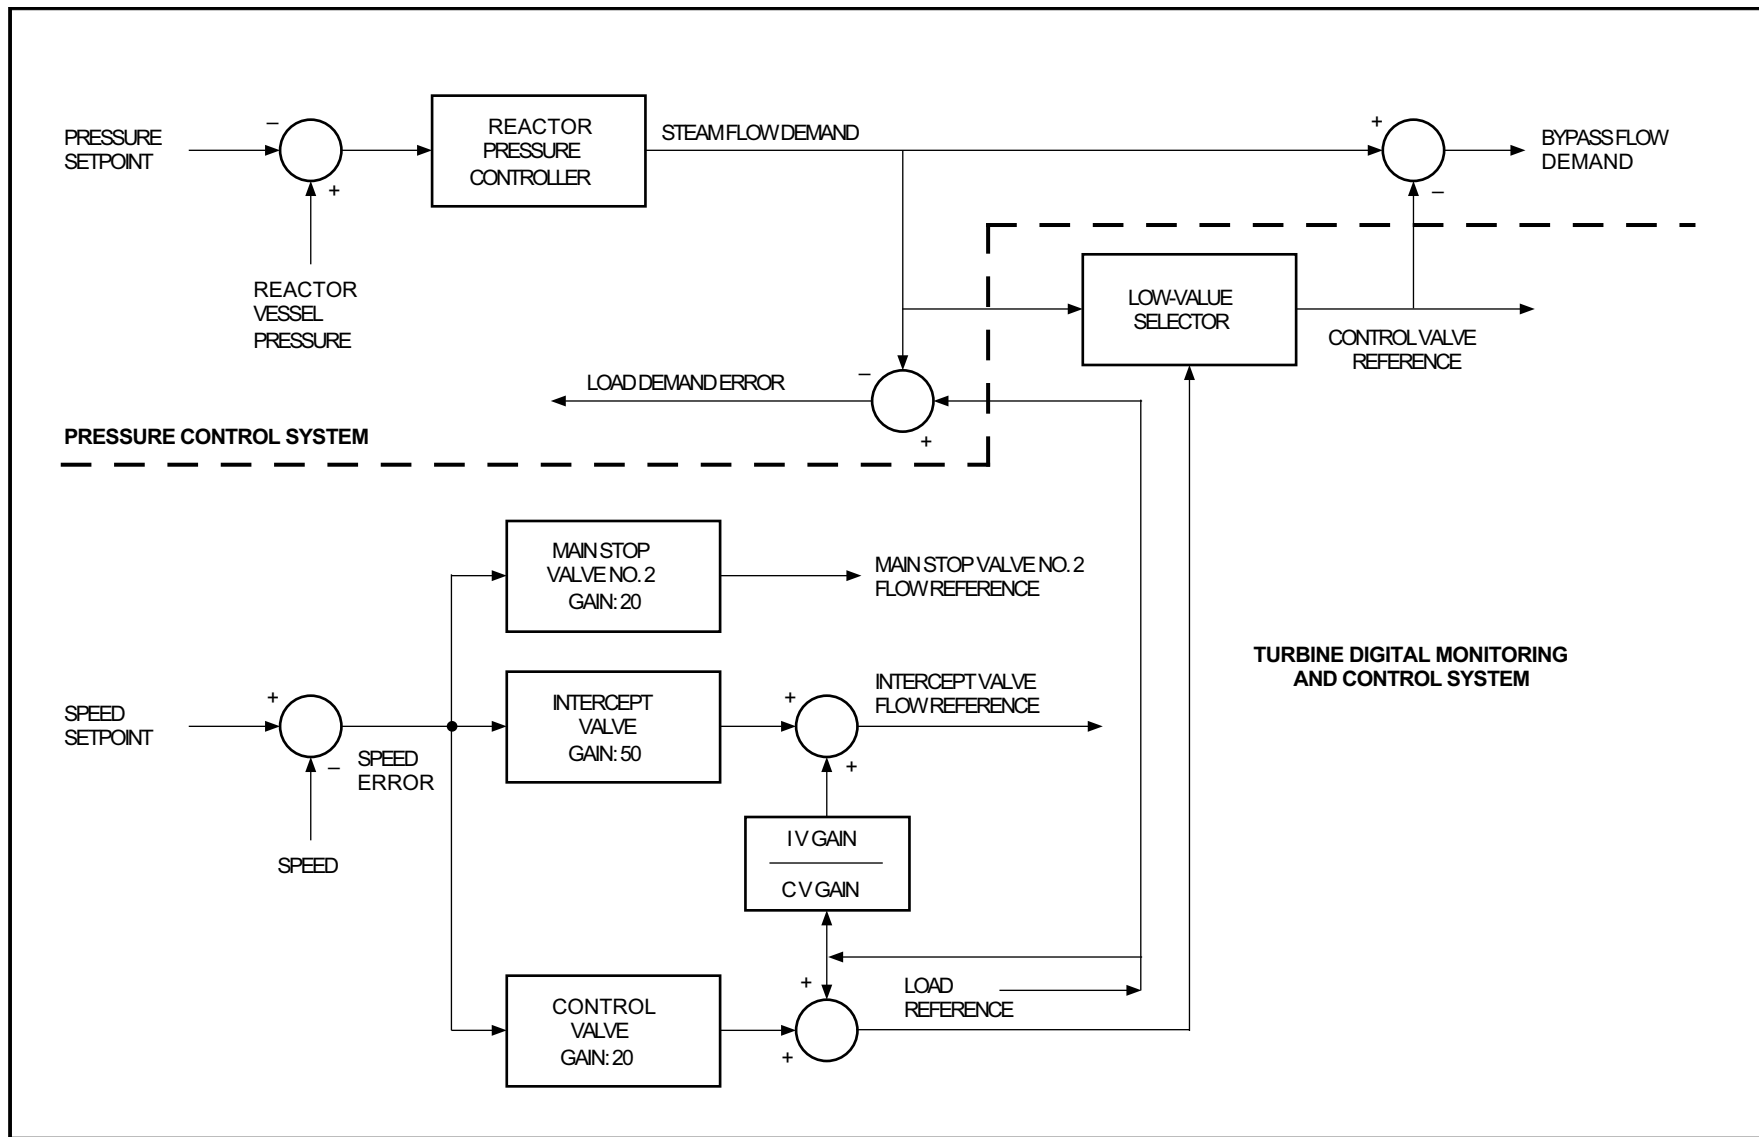 PRESSURE
SETPOINT
–
+
REACTOR
VESSEL
PRESSURE
REACTOR
PRESSURE
CONTROLLER
STEAM FLOW DEMAND
+
–
BYPASS FLOW
DEMAND
LOW-VALUE
SELECTOR
CONTROL VALVE
REFERENCE
LOAD DEMAND ERROR
–
+
PRESSURE CONTROL SYSTEM
MAIN STOP
VALVE NO. 2
GAIN: 20
MAIN STOP VALVE NO. 2
FLOW REFERENCE
TURBINE DIGITAL MONITORING
AND CONTROL SYSTEM
SPEED
SETPOINT
+
–
SPEED
ERROR
SPEED
INTERCEPT
VALVE
GAIN: 50
+
+
INTERCEPT VALVE
FLOW REFERENCE
I V GAIN
C V GAIN
CONTROL
VALVE
GAIN: 20
+
+
LOAD
REFERENCE